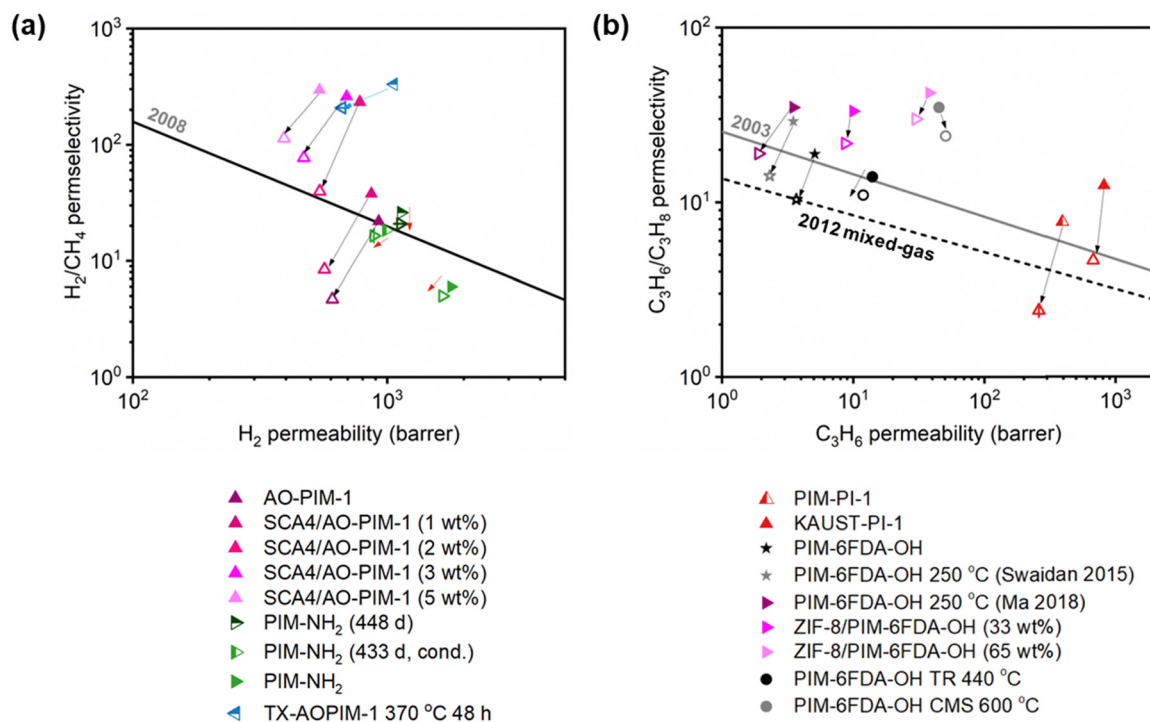 (a)
10³
10²
10¹
10⁰
H₂/CH₄ permselectivity
2008
10² 10³
H₂ permeability (barrer)
AO-PIM-1
SCA4/AO-PIM-1 (1 wt%)
SCA4/AO-PIM-1 (2 wt%)
SCA4/AO-PIM-1 (3 wt%)
SCA4/AO-PIM-1 (5 wt%)
PIM-NH₂ (448 d)
PIM-NH₂ (433 d, cond.)
PIM-NH₂
TX-AOPIM-1 370 °C 48 h
(b)
10²
10¹
10⁰
C₃H₆/C₃H₈ permselectivity
2003
2012 mixed-gas
10⁰ 10¹ 10² 10³
C₃H₆ permeability (barrer)
PIM-PI-1
KAUST-PI-1
PIM-6FDA-OH
PIM-6FDA-OH 250 °C (Swaidan 2015)
PIM-6FDA-OH 250 °C (Ma 2018)
ZIF-8/PIM-6FDA-OH (33 wt%)
ZIF-8/PIM-6FDA-OH (65 wt%)
PIM-6FDA-OH TR 440 °C
PIM-6FDA-OH CMS 600 °C